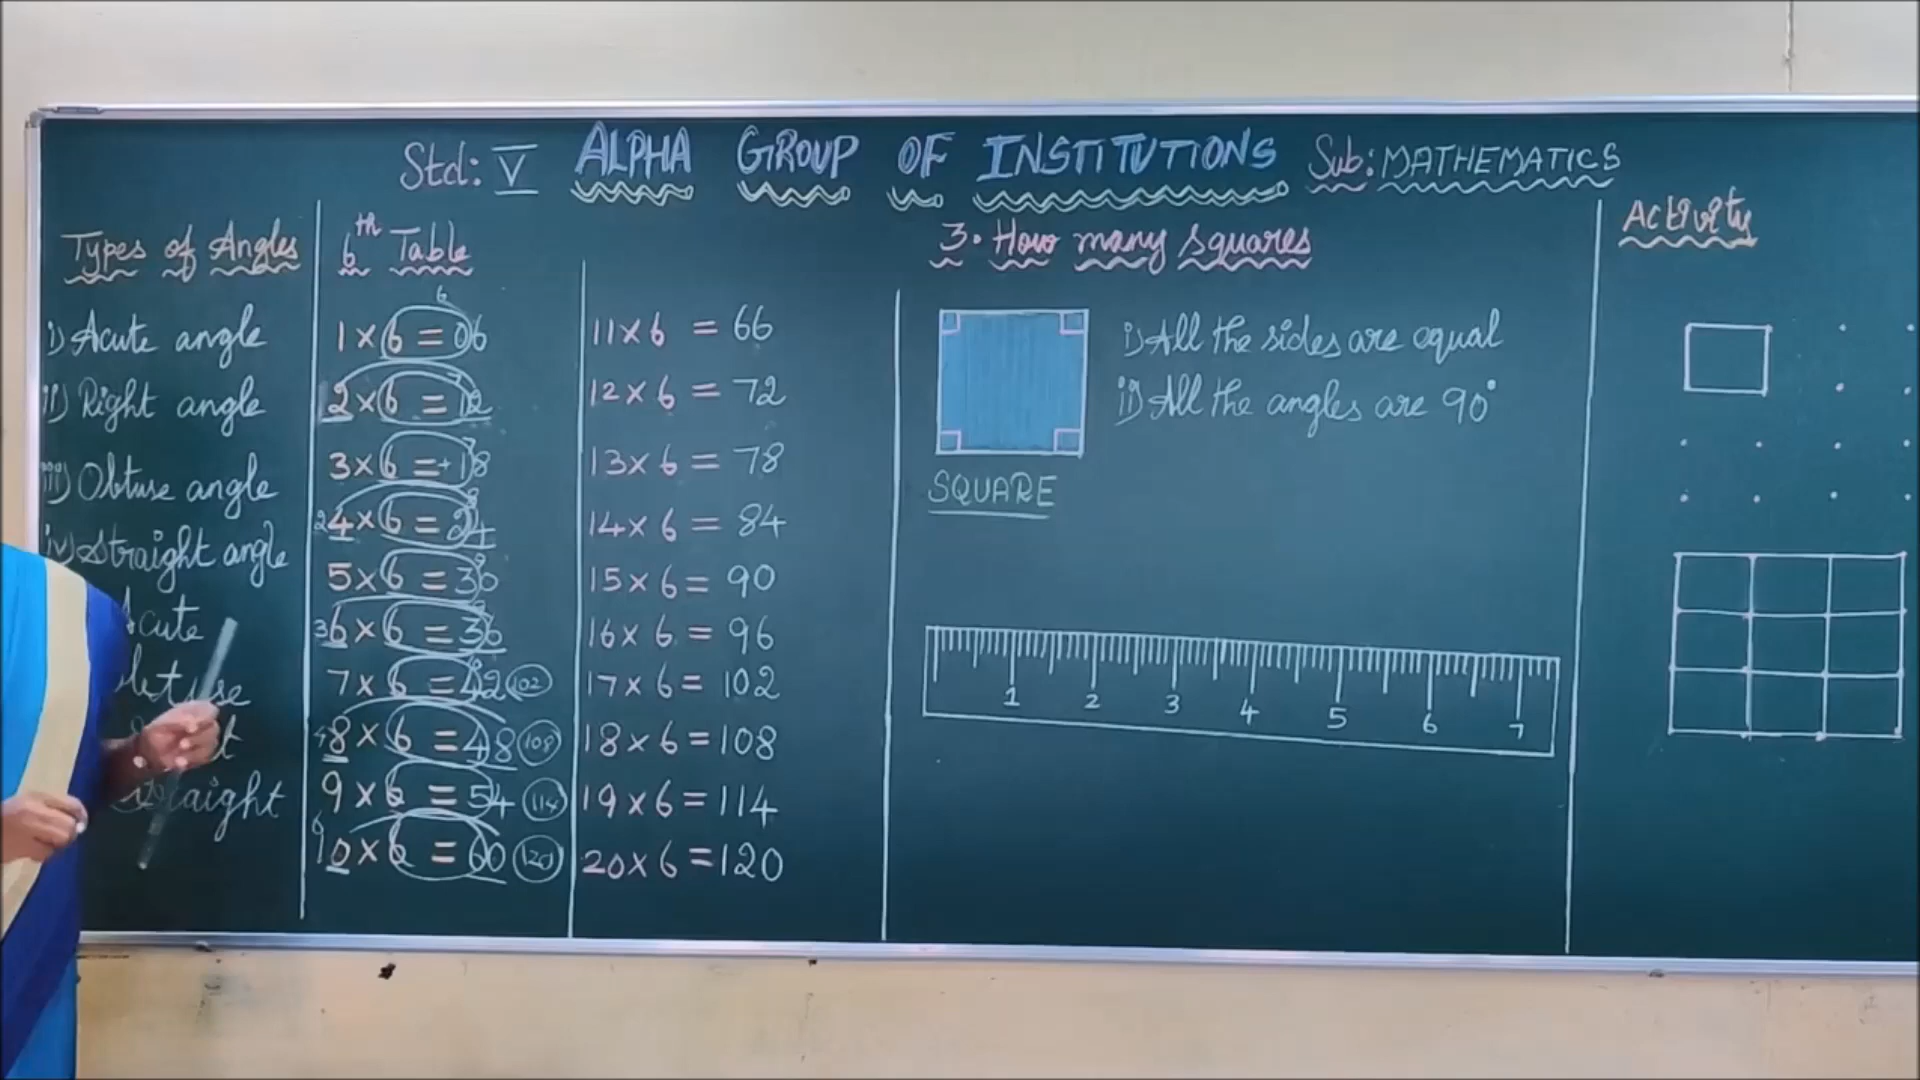 Std: V ALPHA GROUP OF INSTITUTIONS Sub: MATHEMATICS
Types of Angles
i) Acute angle
ii) Right angle
iii) Obtuse angle
iv) Straight angle
6th Table
1 × 6 = 06
2 × 6 = 12
3 × 6 = 18
4 × 6 = 24
5 × 6 = 30
6 × 6 = 36
7 × 6 = 42 102
8 × 6 = 48 108
9 × 6 = 54 114
10 × 6 = 60 120
11 × 6 = 66
12 × 6 = 72
13 × 6 = 78
14 × 6 = 84
15 × 6 = 90
16 × 6 = 96
17 × 6 = 102
18 × 6 = 108
19 × 6 = 114
20 × 6 = 120
3. How many squares
i) All the sides are equal
ii) All the angles are 90°
SQUARE
1 2 3 4 5 6 7
Activity